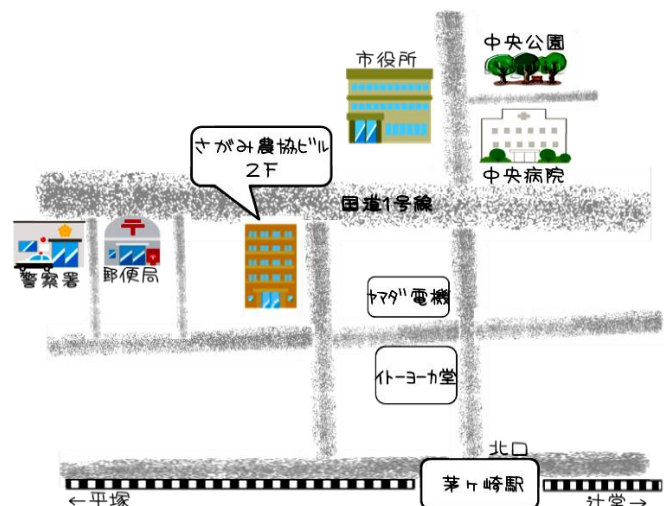 中央公園
市役所
さがみ農協ビル
2F
中央病院
国道1号線
警察署
郵便局
ヤマダ電機
イトーヨーカ堂
北口
茅ヶ崎駅
←平塚
辻堂→